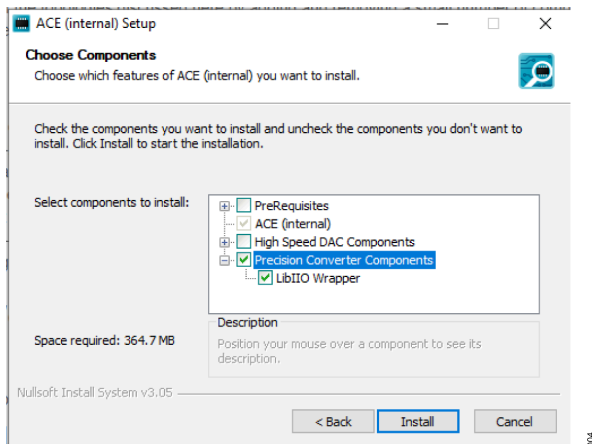 ACE (internal) Setup
Choose Components
Choose which features of ACE (internal) you want to install.
Check the components you want to install and uncheck the components you don't want to
install. Click Install to start the installation.
Select components to install:
PreRequisites
ACE (internal)
High Speed DAC Components
Precision Converter Components
LibIIO Wrapper
Space required: 364.7 MB
Description
Position your mouse over a component to see its
description.
Nullsoft Install System v3.05
< Back
Install
Cancel